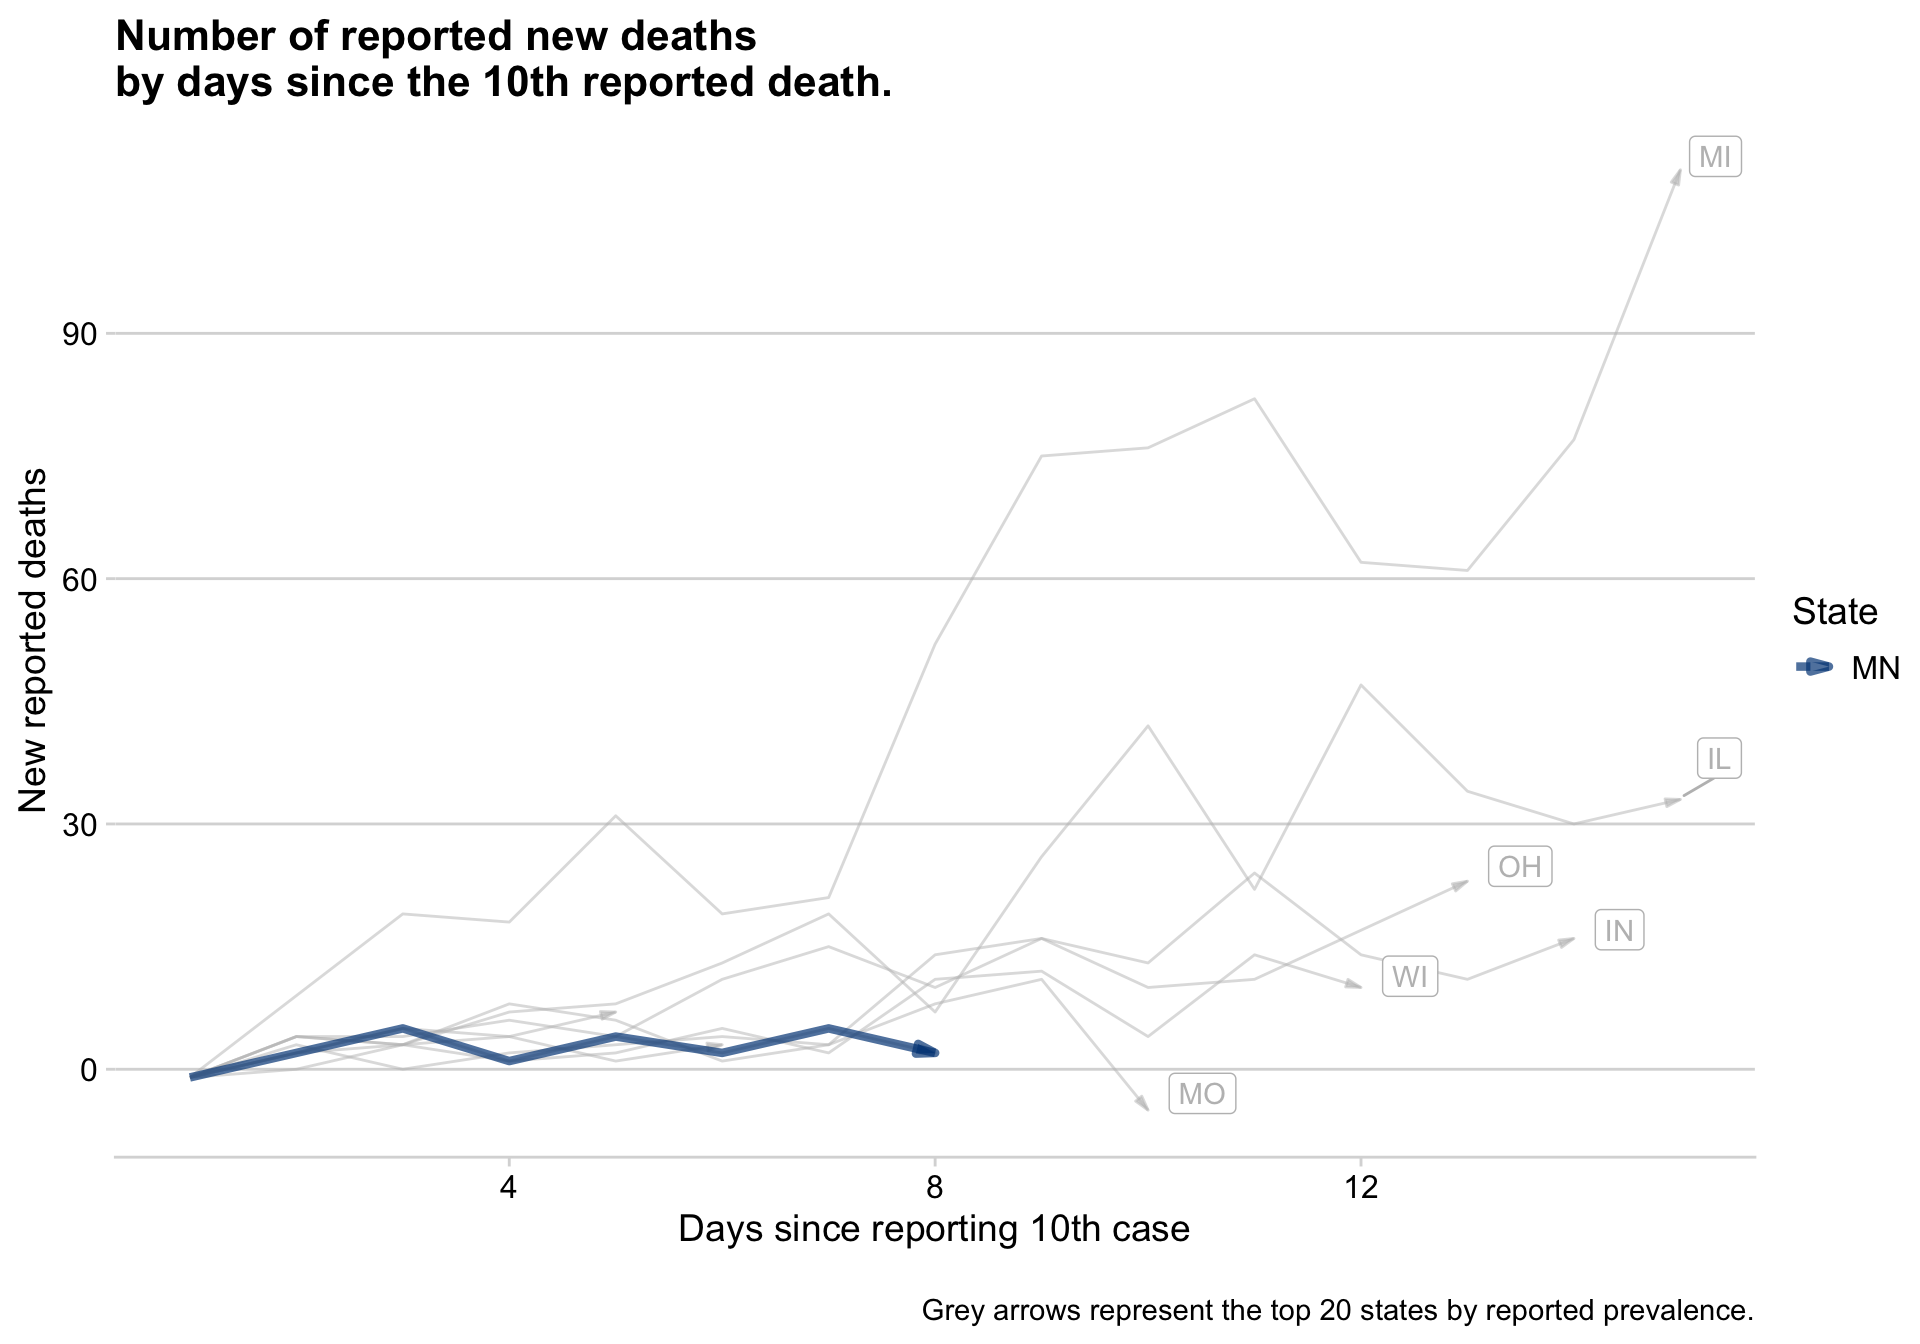 Number of reported new deaths
by days since the 10th reported death.
MI
90
60
New reported deaths
State
MN
IL
30
OH
IN
WI
0
MO
4
8
12
Days since reporting 10th case
Grey arrows represent the top 20 states by reported prevalence.